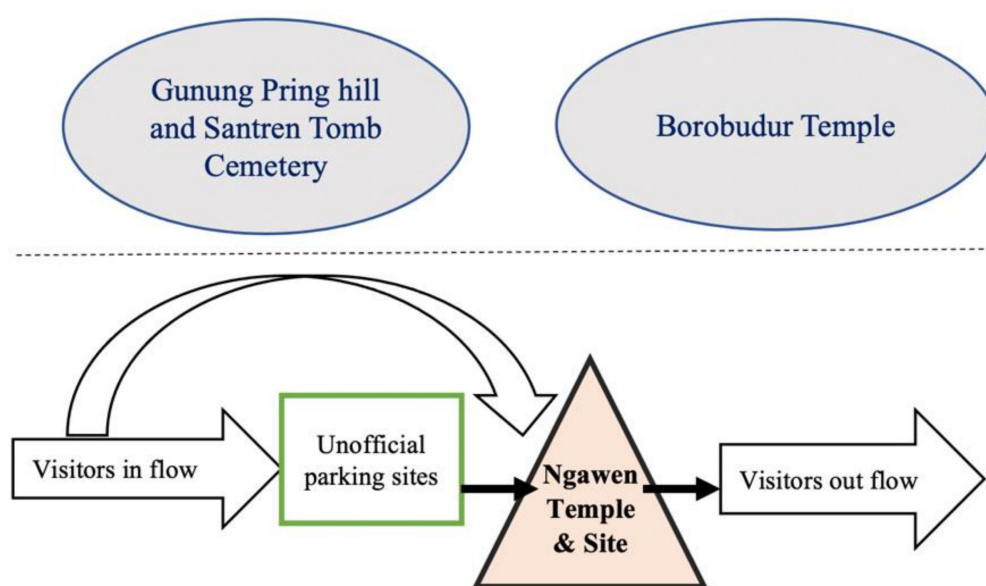 Gunung Pring hill
and Santren Tomb
Cemetery
Borobudur Temple
Visitors in flow
Unofficial
parking sites
Ngawen
Temple
& Site
Visitors out flow